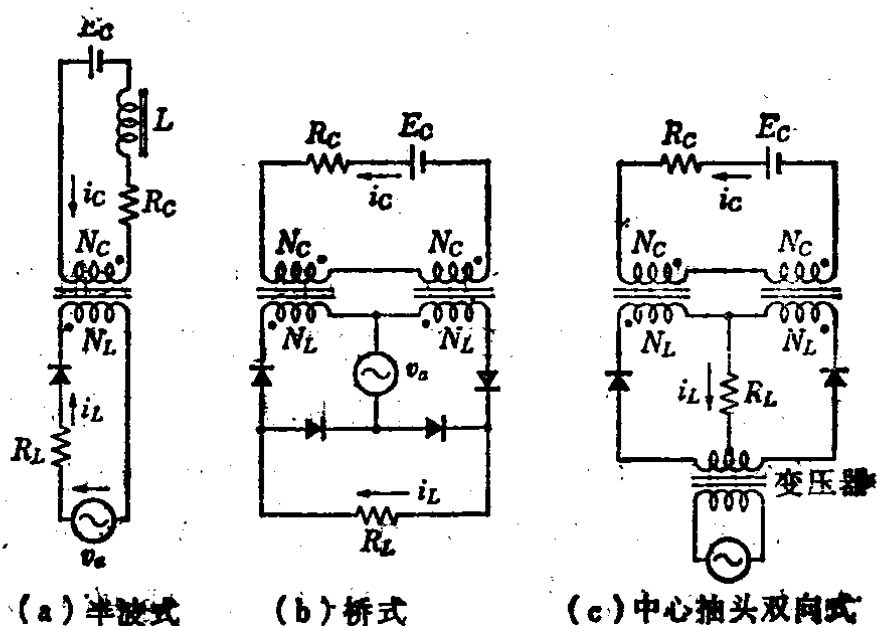 E_C
L
i_C
R_C
N_C
N_L
i_L
R_L
v_a
(a)半波式
R_C
E_C
i_C
N_C
N_C
N_L
N_L
v_a
i_L
R_L
(b)桥式
R_C
E_C
i_C
N_C
N_C
N_L
N_L
i_L
R_L
变压器
(c)中心抽头双向式